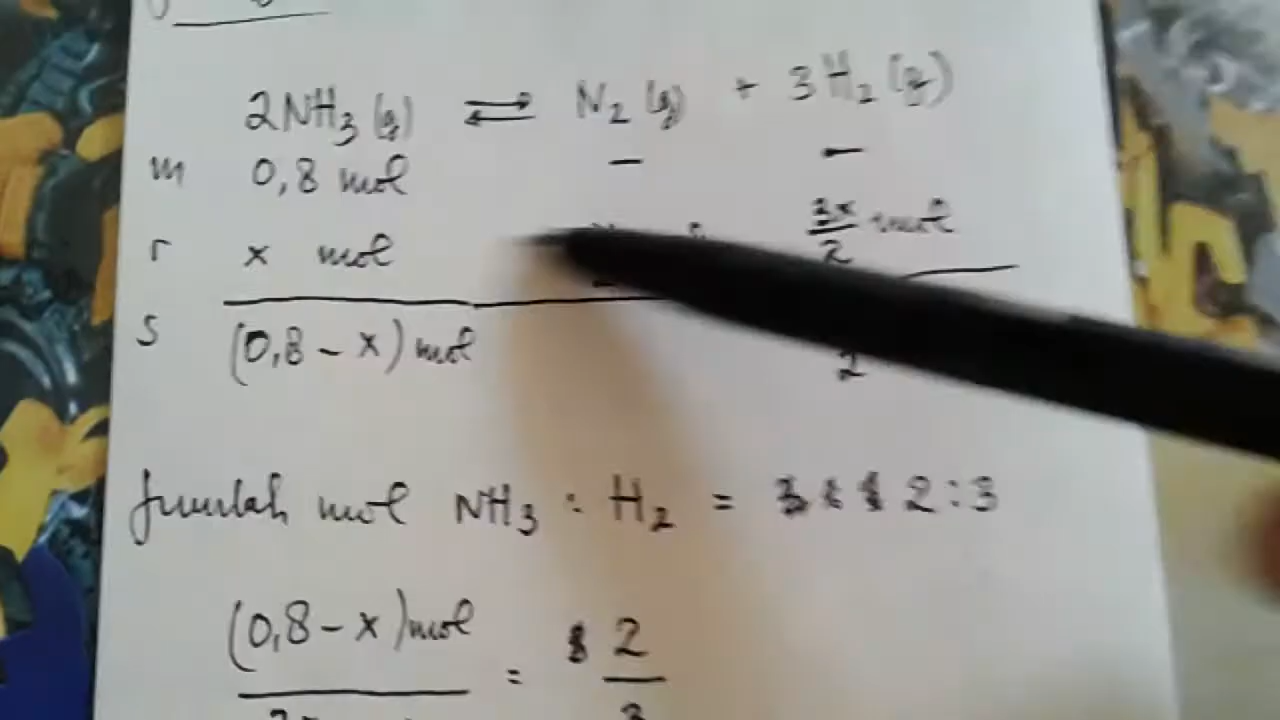 2NH₃(g) ⇌ N₂(g) + 3H₂(g)
m 0,8 mol – –
r x mol 3x/2 mol
s (0,8 – x) mol 2
Jumlah mol NH₃ : H₂ = 2 : 3
(0,8 – x) mol = 2
3